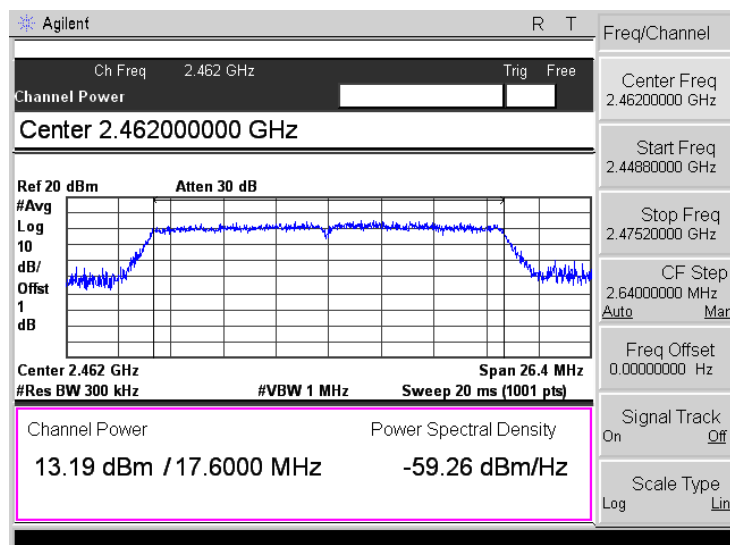 Agilent R T
Ch Freq 2.462 GHz Trig Free
Channel Power
Center 2.462000000 GHz
Ref 20 dBm Atten 30 dB
#Avg
Log
10
dB/
Offst
1
dB
Center 2.462 GHz Span 26.4 MHz
#Res BW 300 kHz #VBW 1 MHz Sweep 20 ms (1001 pts)
Channel Power Power Spectral Density
13.19 dBm / 17.6000 MHz -59.26 dBm/Hz
Freq/Channel
Center Freq
2.46200000 GHz
Start Freq
2.44880000 GHz
Stop Freq
2.47520000 GHz
CF Step
2.64000000 MHz
Auto Man
Freq Offset
0.00000000 Hz
Signal Track
On Off
Scale Type
Log Lin